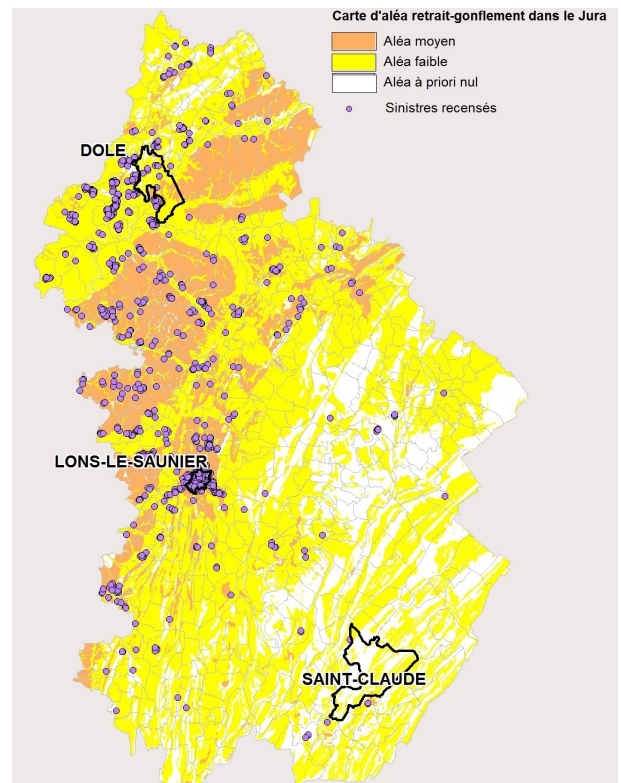 Carte d'aléa retrait-gonflement dans le Jura
Aléa moyen
Aléa faible
Aléa à priori nul
Sinistres recensés
DOLE
LONS-LE-SAUNIER
SAINT-CLAUDE